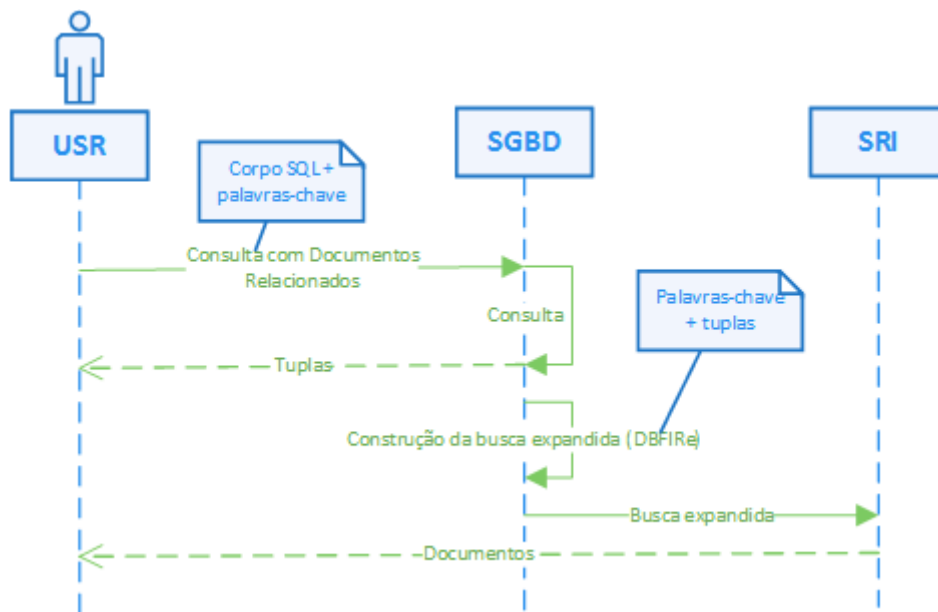 USR
SGBD
SRI
Corpo SQL +
palavras-chave
Consulta com Documentos
Relacionados
Palavras-chave
+ tuplas
Consulta
Tuplas
Construção da busca expandida (DBFIRe)
Busca expandida
Documentos